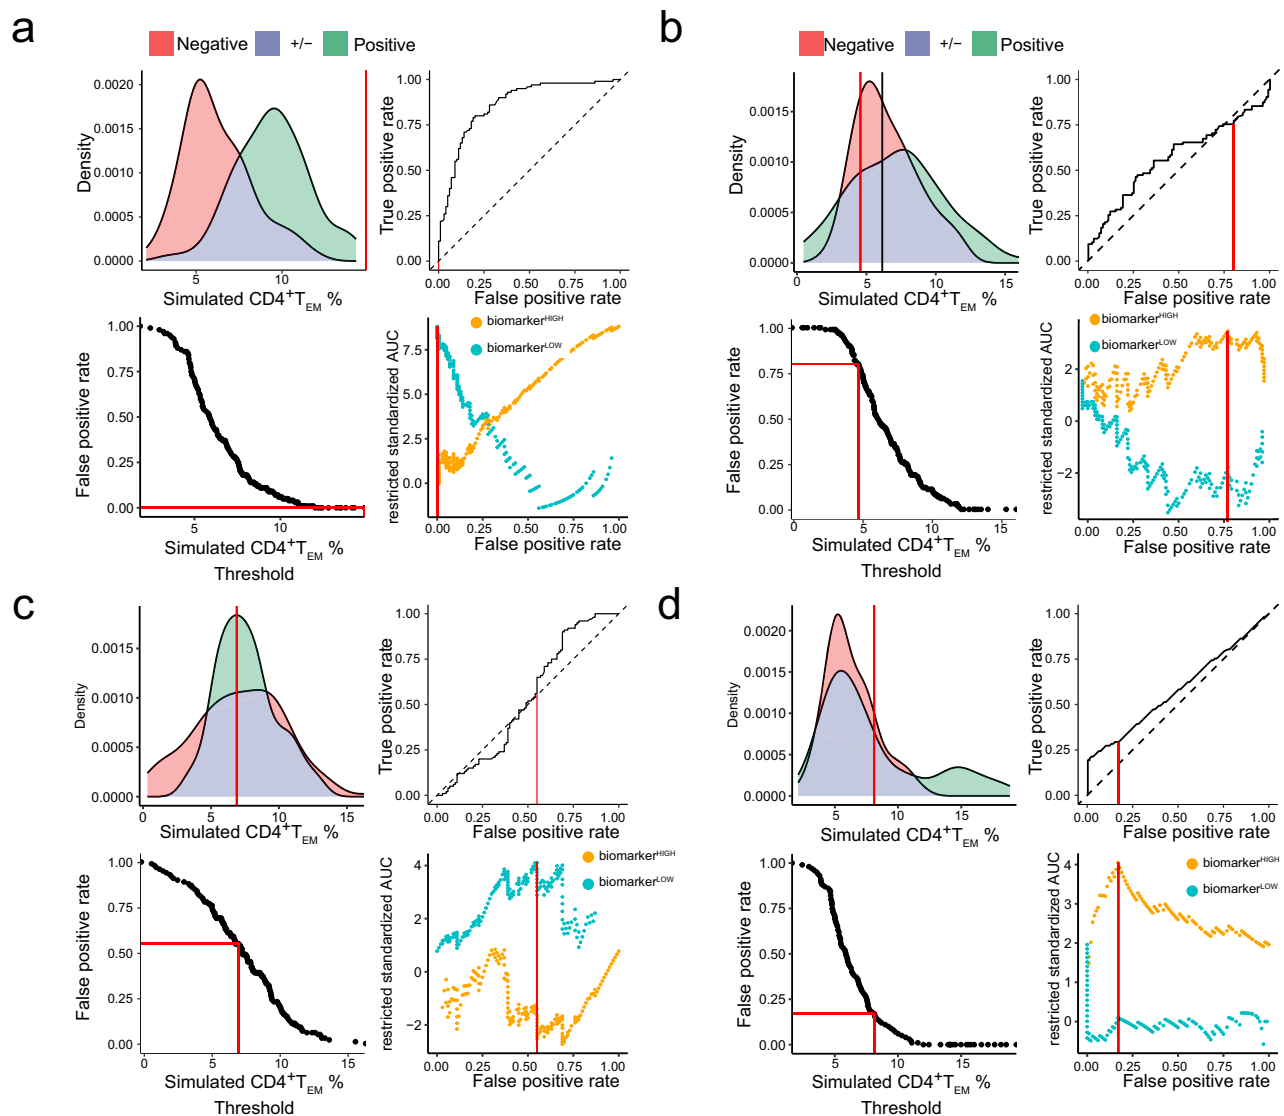 a
Negative +/− Positive
Density
0.0020
0.0015
0.0010
0.0005
0.0000
5 10
Simulated CD4+TEM %
True positive rate
1.00
0.75
0.50
0.25
0.00
0.00 0.25 0.50 0.75 1.00
False positive rate
False positive rate
1.00
0.75
0.50
0.25
0.00
5 10
Simulated CD4+TEM %
Threshold
restricted standardized AUC
7.5
5.0
2.5
0.0
biomarkerHIGH
biomarkerLOW
0.00 0.25 0.50 0.75 1.00
False positive rate
b
Negative +/− Positive
Density
0.0015
0.0010
0.0005
0.0000
0 5 10 15
Simulated CD4+TEM %
True positive rate
1.00
0.75
0.50
0.25
0.00
0.00 0.25 0.50 0.75 1.00
False positive rate
False positive rate
1.00
0.75
0.50
0.25
0.00
0 5 10 15
Simulated CD4+TEM %
Threshold
restricted standardized AUC
2
0
−2
biomarkerHIGH
biomarkerLOW
0.00 0.25 0.50 0.75 1.00
False positive rate
c
Density
0.0015
0.0010
0.0005
0.0000
0 5 10 15
Simulated CD4+TEM %
True positive rate
1.00
0.75
0.50
0.25
0.00
0.00 0.25 0.50 0.75 1.00
False positive rate
False positive rate
1.00
0.75
0.50
0.25
0.00
0 5 10 15
Simulated CD4+TEM %
Threshold
restricted standardized AUC
4
2
0
−2
biomarkerHIGH
biomarkerLOW
0.00 0.25 0.50 0.75 1.00
False positive rate
d
Density
0.0020
0.0015
0.0010
0.0005
0.0000
5 10 15
Simulated CD4+TEM %
True positive rate
1.00
0.75
0.50
0.25
0.00
0.00 0.25 0.50 0.75 1.00
False positive rate
False positive rate
1.00
0.75
0.50
0.25
0.00
5 10 15
Simulated CD4+TEM %
Threshold
restricted standardized AUC
4
3
2
1
0
biomarkerHIGH
biomarkerLOW
0.00 0.25 0.50 0.75 1.00
False positive rate